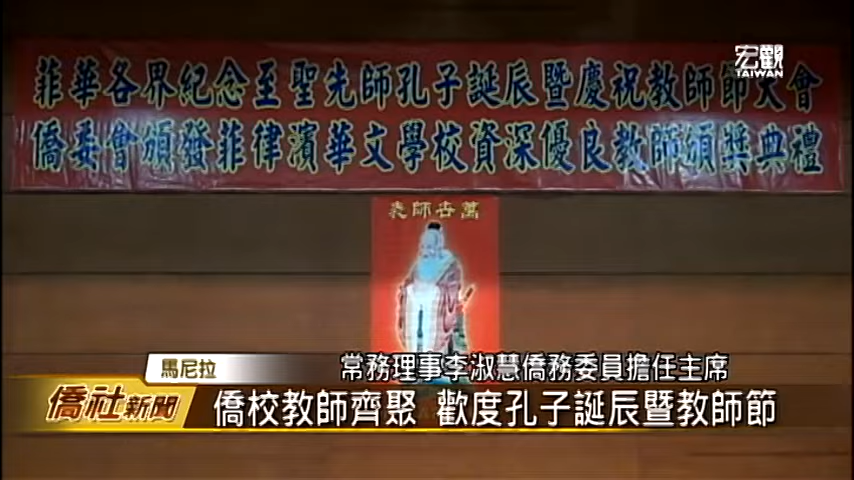 宏觀
TAIWAN
菲華各界紀念至聖先師孔子誕辰暨慶祝教師節大會
僑委會頒發菲律濱華文學校資深優良教師頒獎典禮
表師世萬
馬尼拉
常務理事李淑慧僑務委員擔任主席
僑社新聞
僑校教師齊聚 歡度孔子誕辰暨教師節